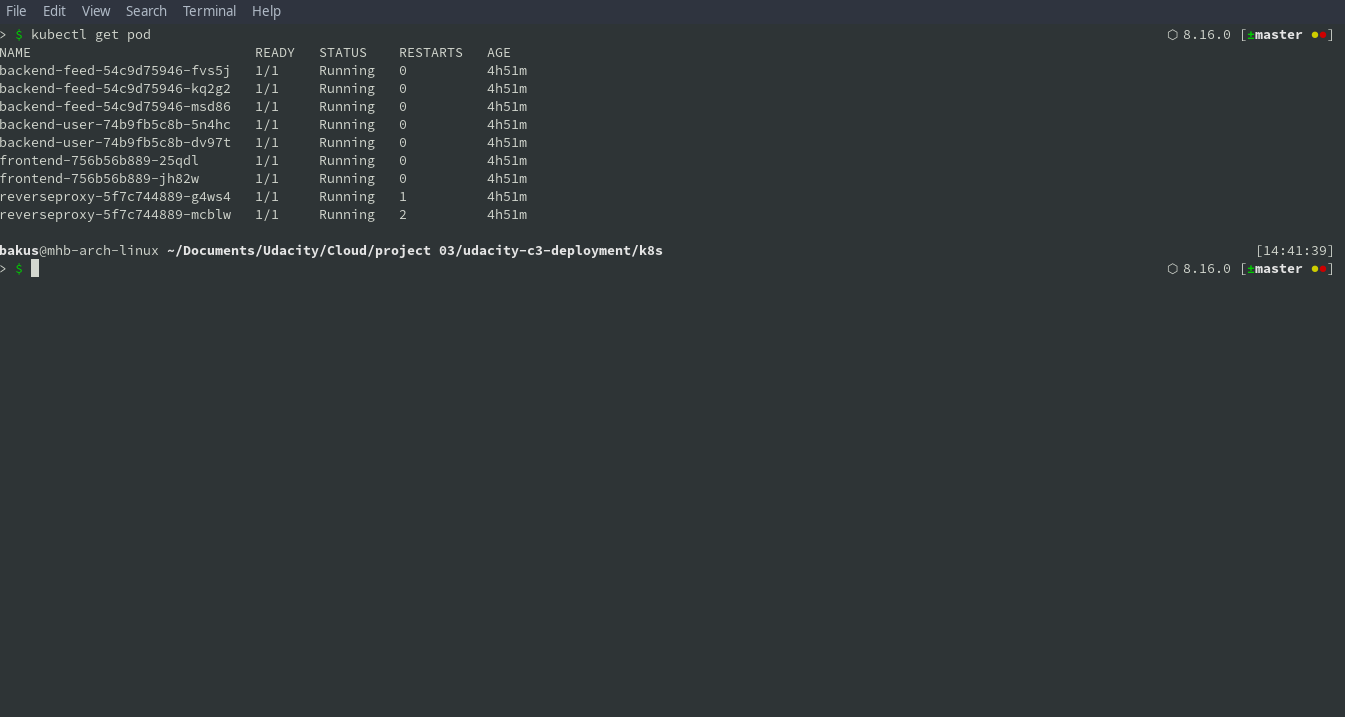 File Edit View Search Terminal Help
> $ kubectl get pod ⬡ 8.16.0 [±master ●●]
NAME READY STATUS RESTARTS AGE
backend-feed-54c9d75946-fvs5j 1/1 Running 0 4h51m
backend-feed-54c9d75946-kq2g2 1/1 Running 0 4h51m
backend-feed-54c9d75946-msd86 1/1 Running 0 4h51m
backend-user-74b9fb5c8b-5n4hc 1/1 Running 0 4h51m
backend-user-74b9fb5c8b-dv97t 1/1 Running 0 4h51m
frontend-756b56b889-25qdl 1/1 Running 0 4h51m
frontend-756b56b889-jh82w 1/1 Running 0 4h51m
reverseproxy-5f7c744889-g4ws4 1/1 Running 1 4h51m
reverseproxy-5f7c744889-mcblw 1/1 Running 2 4h51m
bakus@mhb-arch-linux ~/Documents/Udacity/Cloud/project 03/udacity-c3-deployment/k8s [14:41:39]
> $ ⬡ 8.16.0 [±master ●●]